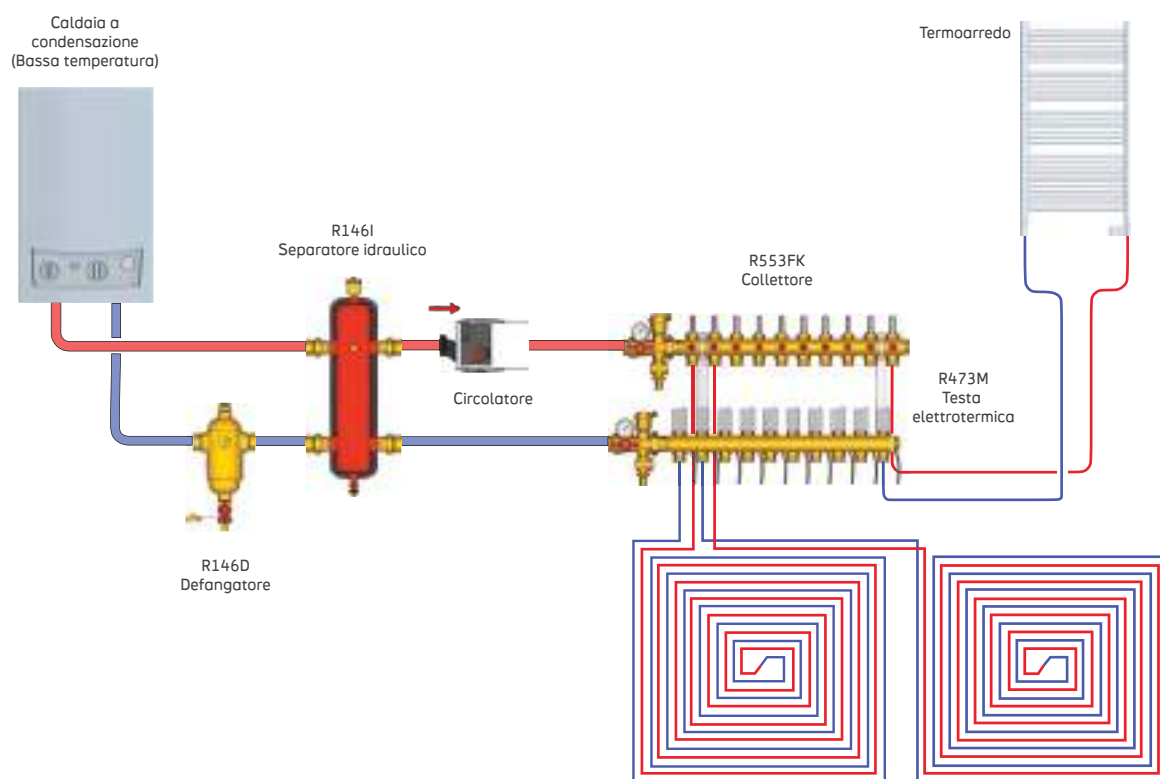 Caldaia a
condensazione
(Bassa temperatura)
Termoarredo
R146I
Separatore idraulico
R553FK
Collettore
Circolatore
R473M
Testa
elettrotermica
R146D
Defangatore